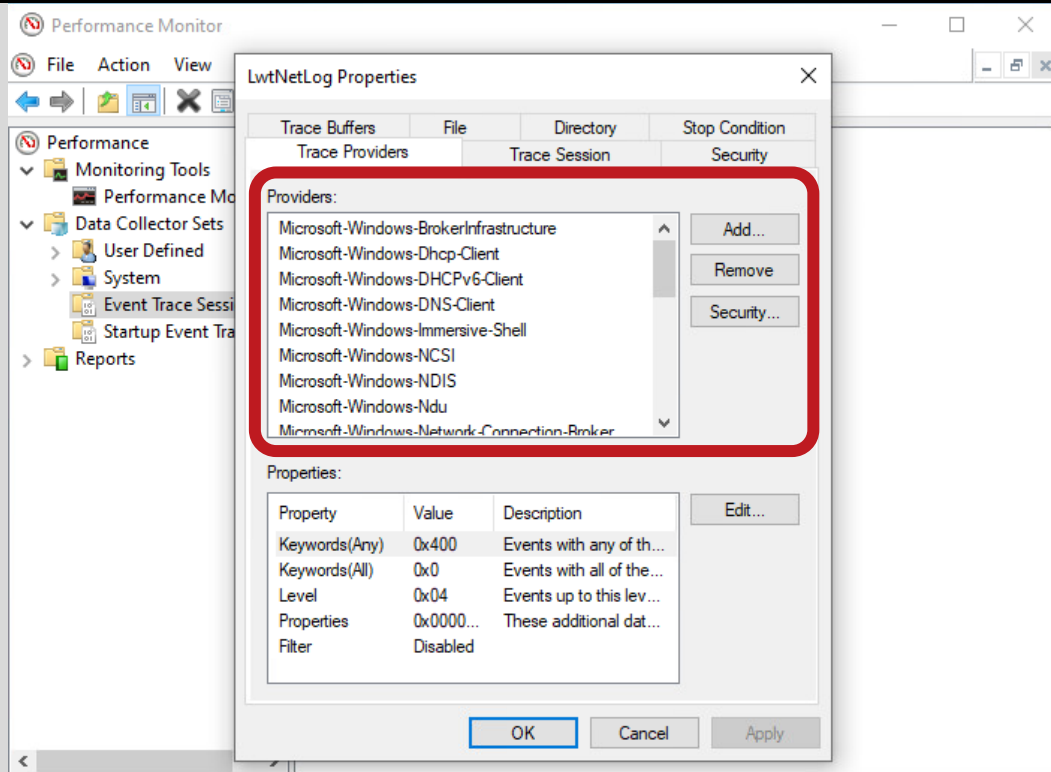 Performance Monitor
File Action View
LwtNetLog Properties
Performance
Monitoring Tools
Performance Mo
Data Collector Sets
User Defined
System
Event Trace Sessi
Startup Event Tra
Reports
Trace Buffers File Directory Stop Condition
Trace Providers Trace Session Security
Providers:
Microsoft-Windows-BrokerInfrastructure
Microsoft-Windows-Dhcp-Client
Microsoft-Windows-DHCPv6-Client
Microsoft-Windows-DNS-Client
Microsoft-Windows-Immersive-Shell
Microsoft-Windows-NCSI
Microsoft-Windows-NDIS
Microsoft-Windows-Ndu
Microsoft-Windows-Network-Connection-Broker
Add...
Remove
Security...
Properties:
Property Value Description
Keywords(Any) 0x400 Events with any of th...
Keywords(All) 0x0 Events with all of the...
Level 0x04 Events up to this lev...
Properties 0x0000... These additional dat...
Filter Disabled
Edit...
OK Cancel Apply